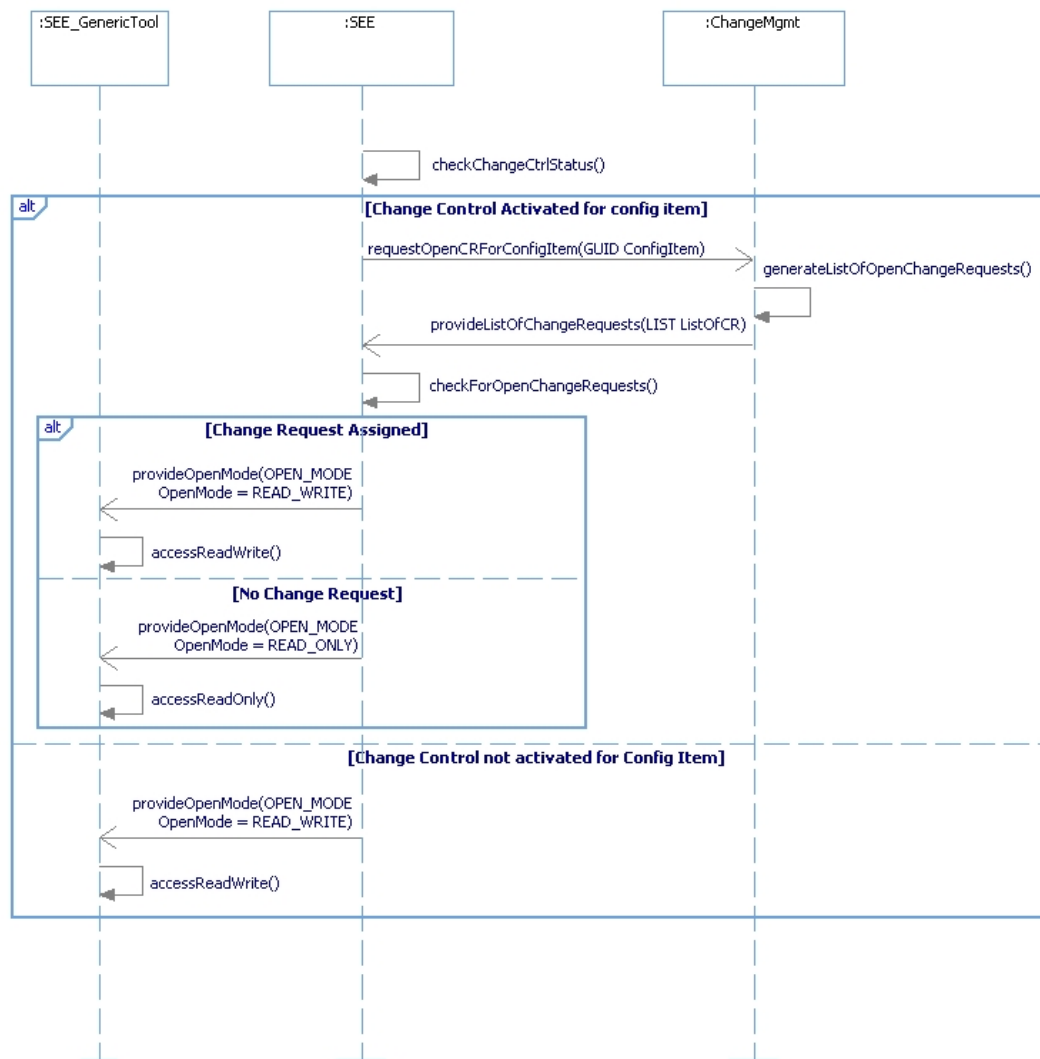 :SEE_GenericTool
:SEE
:ChangeMgmt
checkChangeCtrlStatus()
alt
[Change Control Activated for config item]
requestOpenCRForConfigItem(GUID ConfigItem)
generateListOfOpenChangeRequests()
provideListOfChangeRequests(LIST ListOfCR)
checkForOpenChangeRequests()
alt
[Change Request Assigned]
provideOpenMode(OPEN_MODE
OpenMode = READ_WRITE)
accessReadWrite()
[No Change Request]
provideOpenMode(OPEN_MODE
OpenMode = READ_ONLY)
accessReadOnly()
[Change Control not activated for Config Item]
provideOpenMode(OPEN_MODE
OpenMode = READ_WRITE)
accessReadWrite()